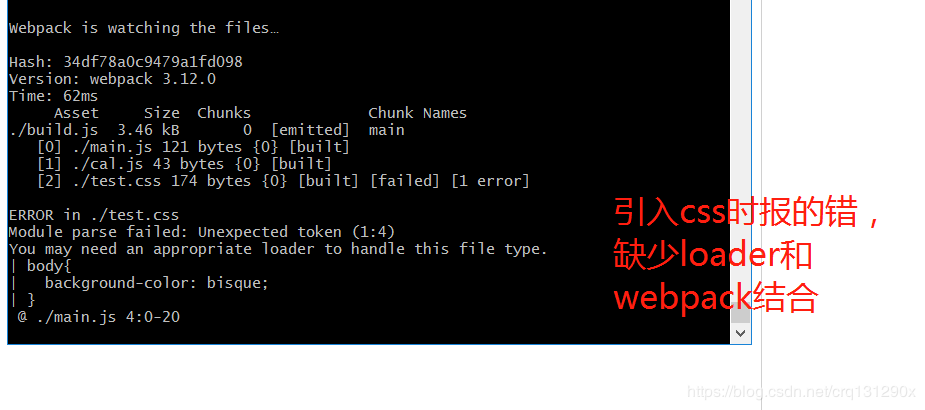 Webpack is watching the files…
Hash: 34df78a0c9479a1fd098
Version: webpack 3.12.0
Time: 62ms
Asset Size Chunks Chunk Names
./build.js 3.46 kB 0 [emitted] main
[0] ./main.js 121 bytes {0} [built]
[1] ./cal.js 43 bytes {0} [built]
[2] ./test.css 174 bytes {0} [built] [failed] [1 error]
ERROR in ./test.css
Module parse failed: Unexpected token (1:4)
You may need an appropriate loader to handle this file type.
| body{
| background-color: bisque;
| }
@ ./main.js 4:0-20
引入css时报的错，
缺少loader和
webpack结合
https://blog.csdn.net/crq131290x